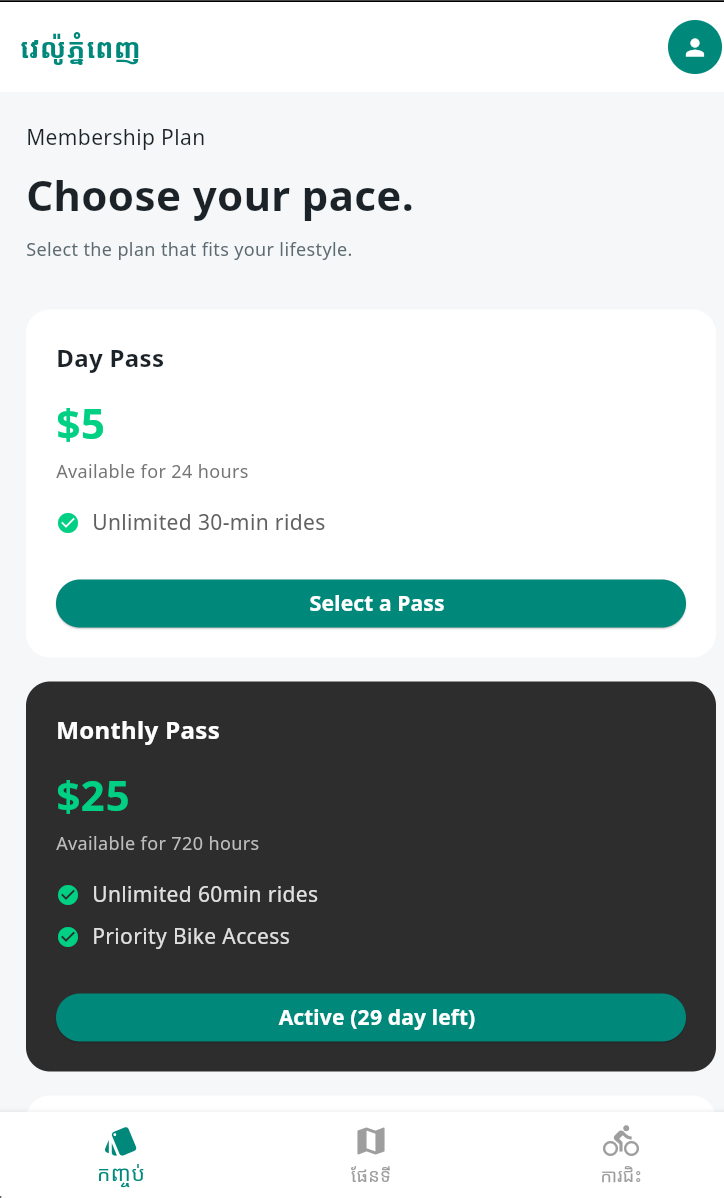 វេល៉ូភ្នំពេញ
Membership Plan
Choose your pace.
Select the plan that fits your lifestyle.
Day Pass
$5
Available for 24 hours
Unlimited 30-min rides
Select a Pass
Monthly Pass
$25
Available for 720 hours
Unlimited 60min rides
Priority Bike Access
Active (29 day left)
កញ្ចប់
ផែនទី
ការជិះ